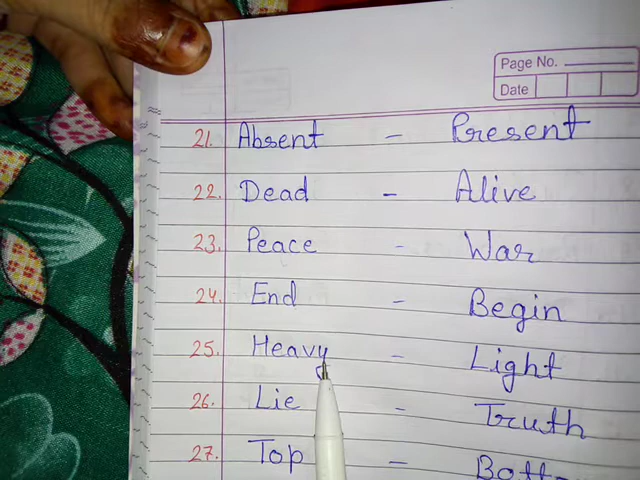 Page No.
Date
21. Absent - Present
22. Dead - Alive
23. Peace - War
24. End - Begin
25. Heavy - Light
26. Lie - Truth
27. Top -